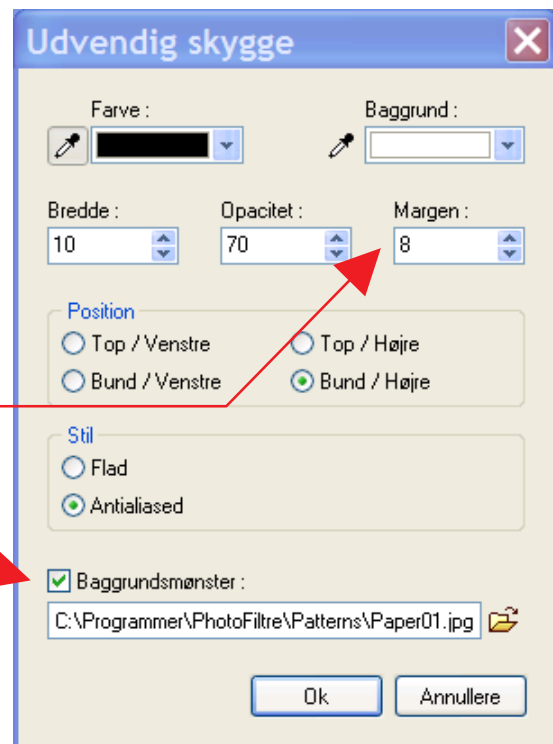 Udvendig skygge
Farve : Baggrund :
Bredde : Opacitet : Margen :
10 70 8
Position
Top / Venstre Top / Højre
Bund / Venstre Bund / Højre
Stil
Flad
Antialiased
Baggrundsmønster :
C:\Programmer\PhotoFiltre\Patterns\Paper01.jpg
Ok Annullere